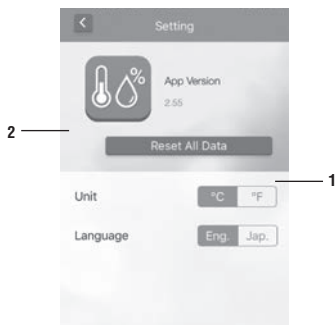 Setting
%
App Version
2.55
2
Reset All Data
1
Unit °C °F
Language Eng. Jap.